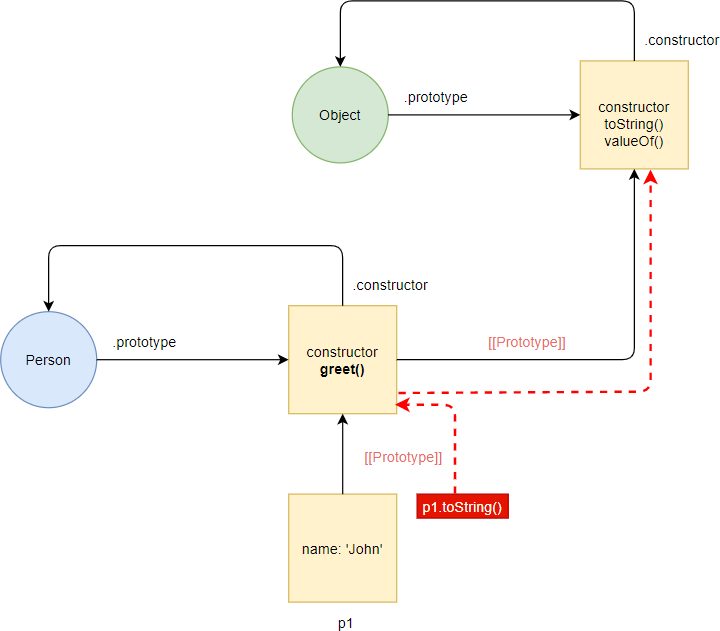 .constructor
Object
.prototype
constructor
toString()
valueOf()
.constructor
Person
.prototype
constructor
greet()
[[Prototype]]
[[Prototype]]
p1.toString()
name: 'John'
p1